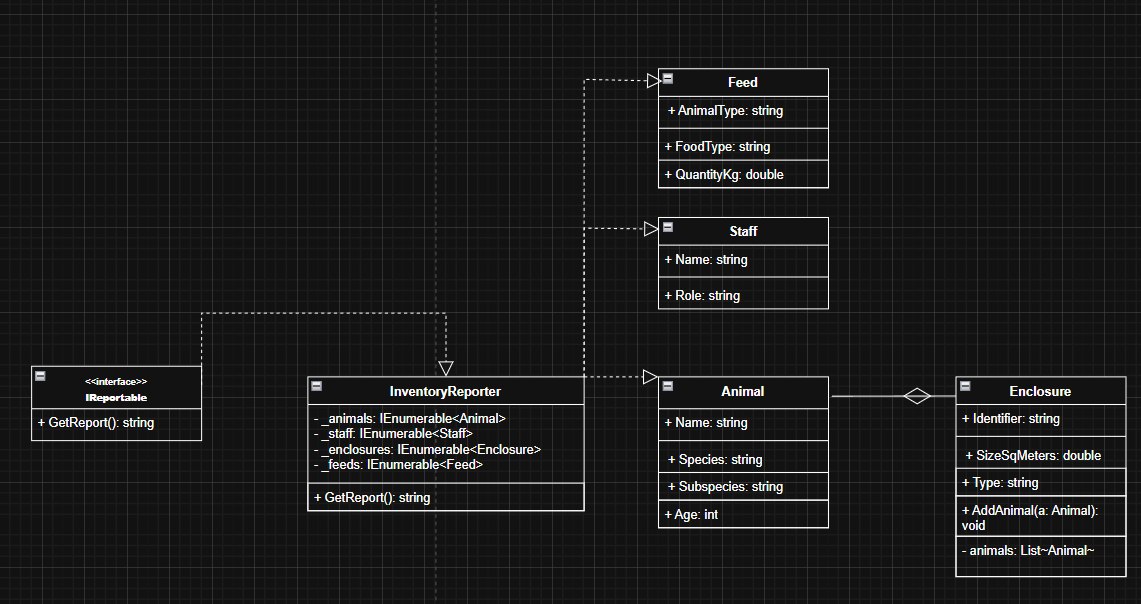 Feed
+ AnimalType: string
+ FoodType: string
+ QuantityKg: double
Staff
+ Name: string
+ Role: string
<<interface>>
IReportable
+ GetReport(): string
InventoryReporter
- _animals: IEnumerable<Animal>
- _staff: IEnumerable<Staff>
- _enclosures: IEnumerable<Enclosure>
- _feeds: IEnumerable<Feed>
+ GetReport(): string
Animal
+ Name: string
+ Species: string
+ Subspecies: string
+ Age: int
Enclosure
+ Identifier: string
+ SizeSqMeters: double
+ Type: string
+ AddAnimal(a: Animal):
void
- animals: List~Animal~